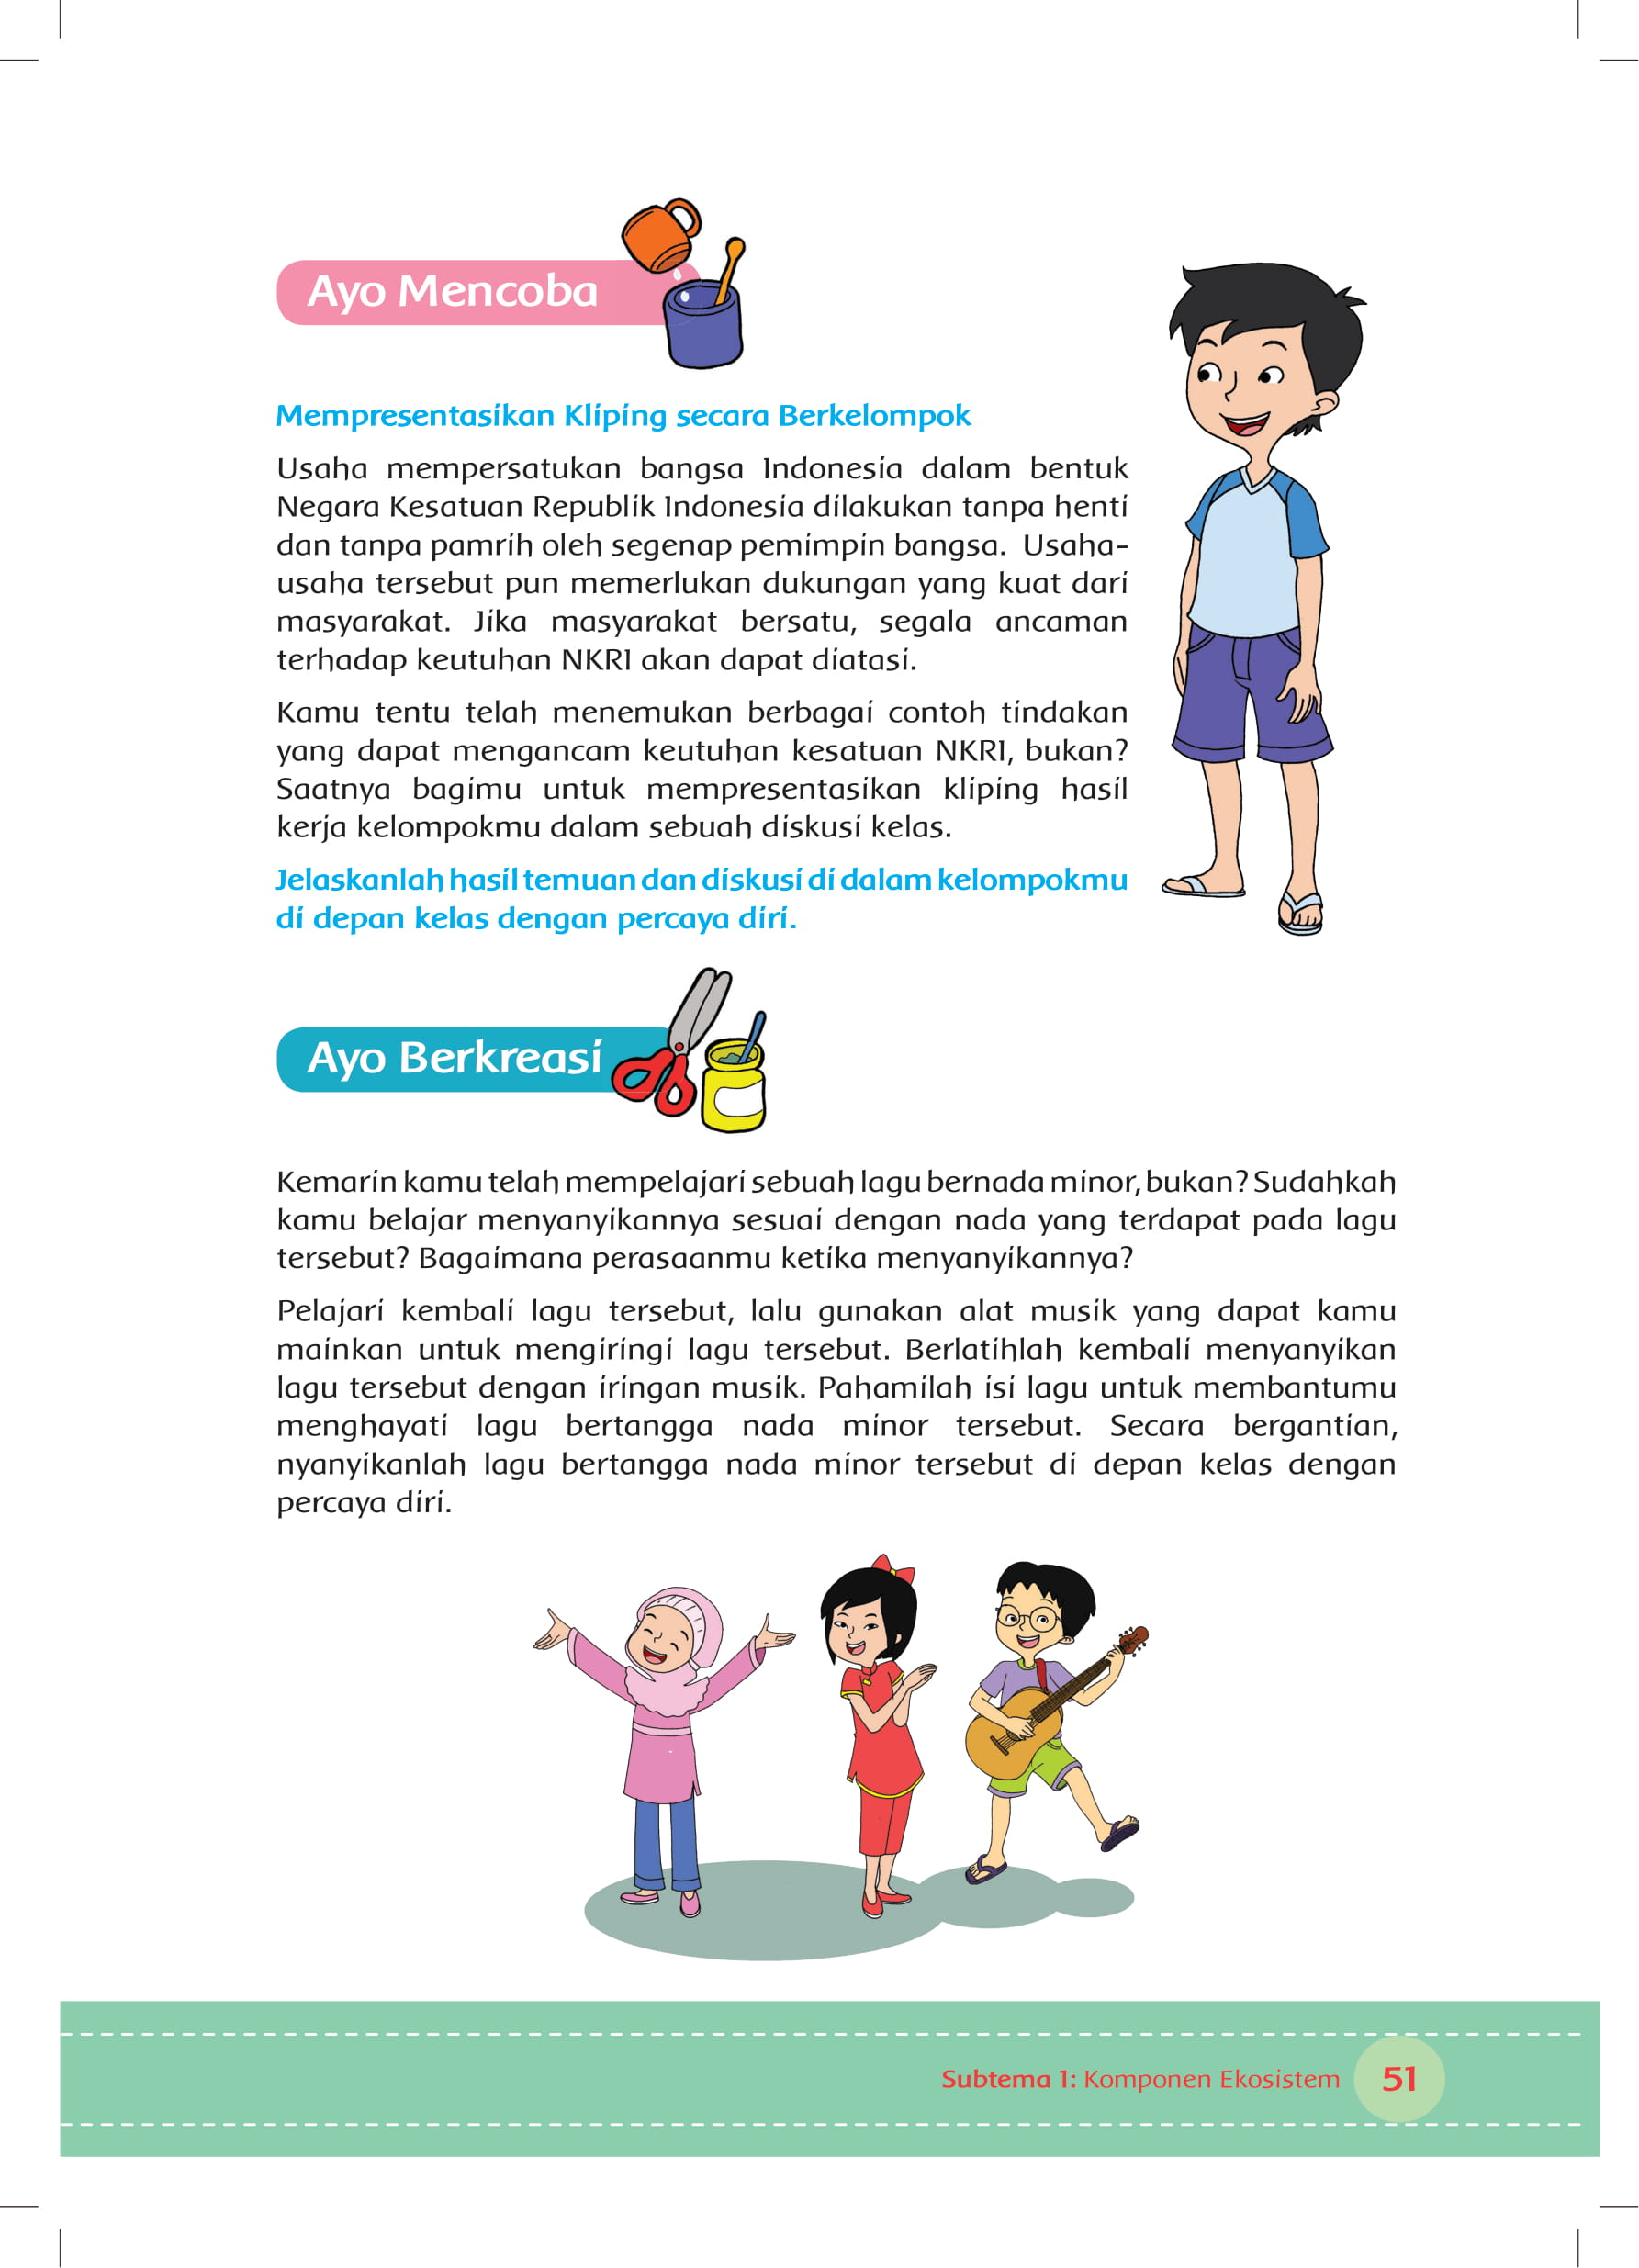 Ayo Mencoba
Mempresentasikan Kliping secara Berkelompok
Usaha mempersatukan bangsa Indonesia dalam bentuk
Negara Kesatuan Republik Indonesia dilakukan tanpa henti
dan tanpa pamrih oleh segenap pemimpin bangsa. Usaha-
usaha tersebut pun memerlukan dukungan yang kuat dari
masyarakat. Jika masyarakat bersatu, segala ancaman
terhadap keutuhan NKRI akan dapat diatasi.
Kamu tentu telah menemukan berbagai contoh tindakan
yang dapat mengancam keutuhan kesatuan NKRI, bukan?
Saatnya bagimu untuk mempresentasikan kliping hasil
kerja kelompokmu dalam sebuah diskusi kelas.
Jelaskanlah hasil temuan dan diskusi di dalam kelompokmu
di depan kelas dengan percaya diri.
Ayo Berkreasi
Kemarin kamu telah mempelajari sebuah lagu bernada minor, bukan? Sudahkah
kamu belajar menyanyikannya sesuai dengan nada yang terdapat pada lagu
tersebut? Bagaimana perasaanmu ketika menyanyikannya?
Pelajari kembali lagu tersebut, lalu gunakan alat musik yang dapat kamu
mainkan untuk mengiringi lagu tersebut. Berlatihlah kembali menyanyikan
lagu tersebut dengan iringan musik. Pahamilah isi lagu untuk membantumu
menghayati lagu bertangga nada minor tersebut. Secara bergantian,
nyanyikanlah lagu bertangga nada minor tersebut di depan kelas dengan
percaya diri.
Subtema 1: Komponen Ekosistem 51